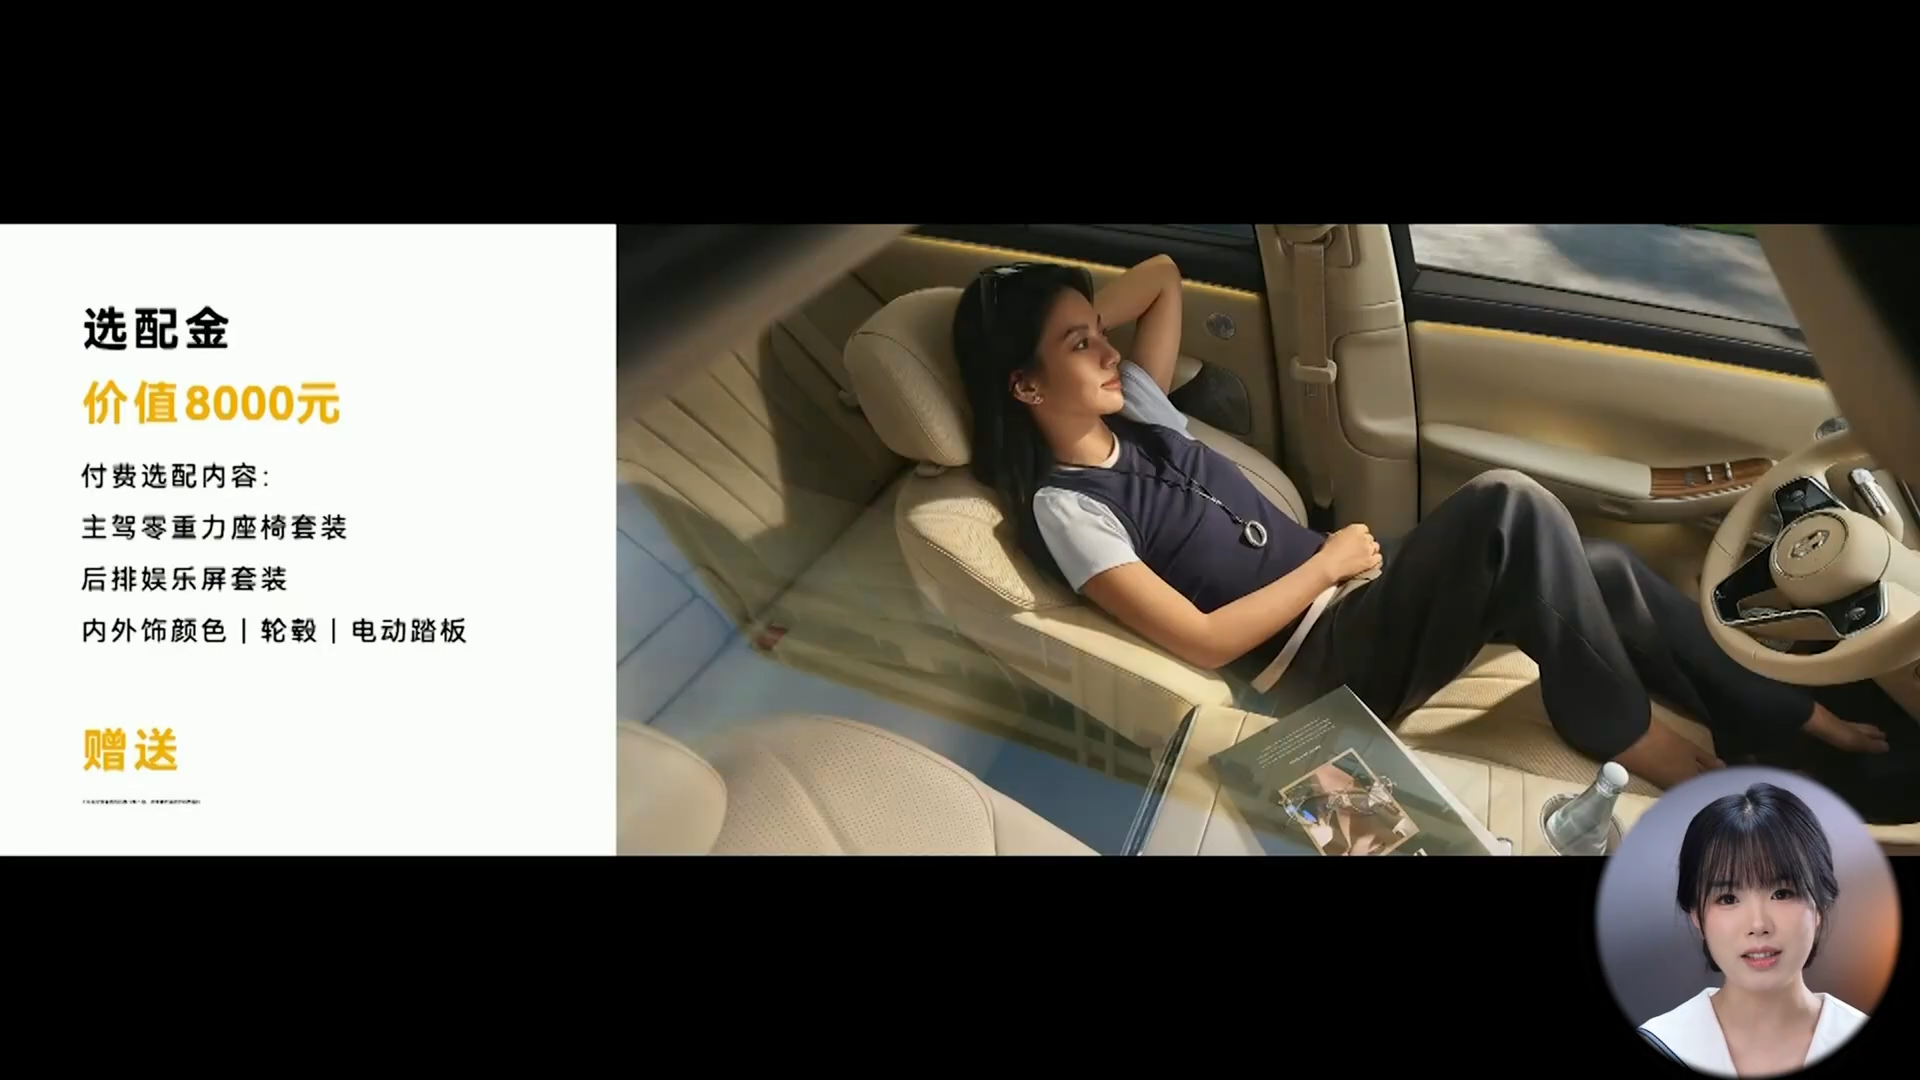 选配金
价值8000元
付费选配内容：
主驾零重力座椅套装
后排娱乐屏套装
内外饰颜色｜轮毂｜电动踏板
赠送